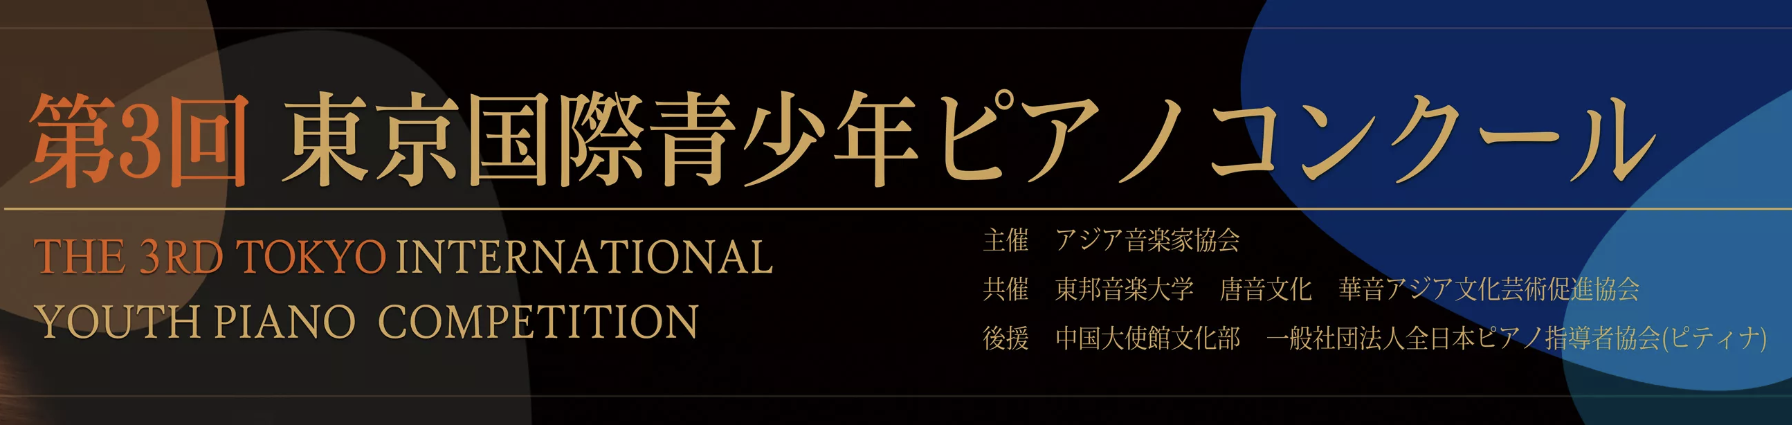 第3回 東京国際青少年ピアノコンクール
THE 3RD TOKYO INTERNATIONAL
YOUTH PIANO COMPETITION
主催 アジア音楽家協会
共催 東邦音楽大学 唐音文化 華音アジア文化芸術促進協会
後援 中国大使館文化部 一般社団法人全日本ピアノ指導者協会(ピティナ)